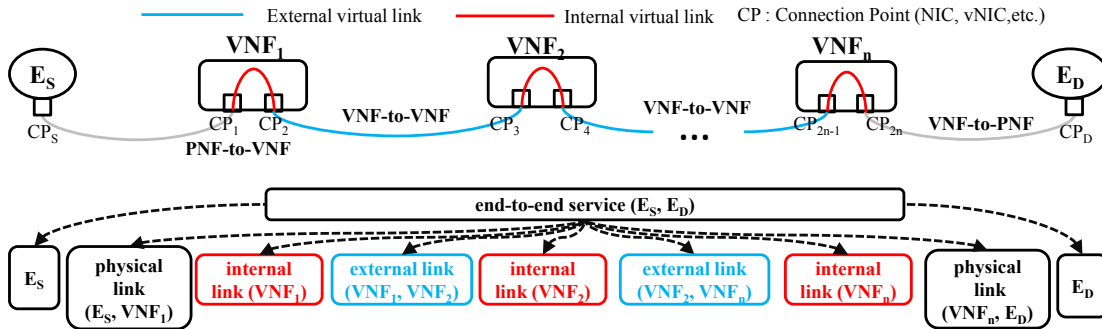 External virtual link Internal virtual link CP : Connection Point (NIC, vNIC,etc.)
VNF1 VNF2 VNFn
ES ED
CPS CP1 CP2 VNF-to-VNF CP3 CP4 VNF-to-VNF ... CP2n-1 CP2n VNF-to-PNF CPD
PNF-to-VNF
end-to-end service (ES, ED)
ES
physical
link
(ES, VNF1)
internal
link (VNF1)
external link
(VNF1, VNF2)
internal
link (VNF2)
external link
(VNF2, VNFn)
internal
link (VNFn)
physical
link
(VNFn, ED)
ED